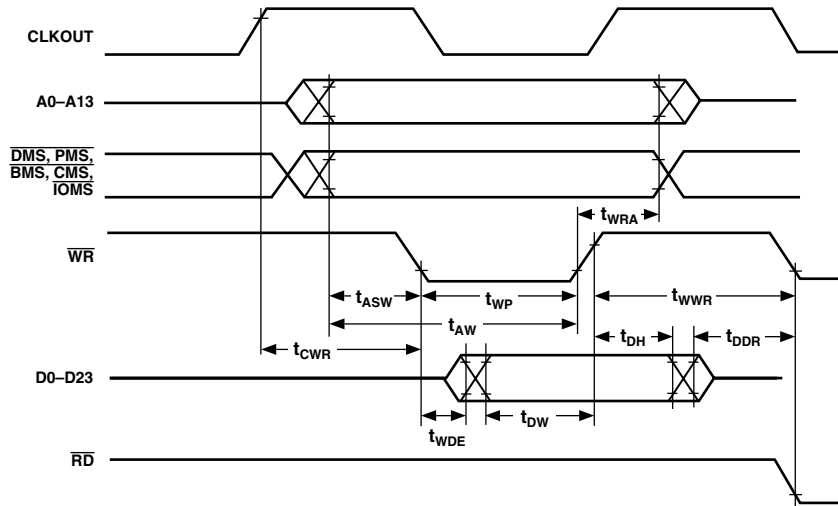 CLKOUT
A0–A13
DMS, PMS,
BMS, CMS,
IOMS
tWRA
WR
tASW
tWP
tWWR
tAW
tCWR
tDH
tDDR
D0–D23
tWDE
tDW
RD